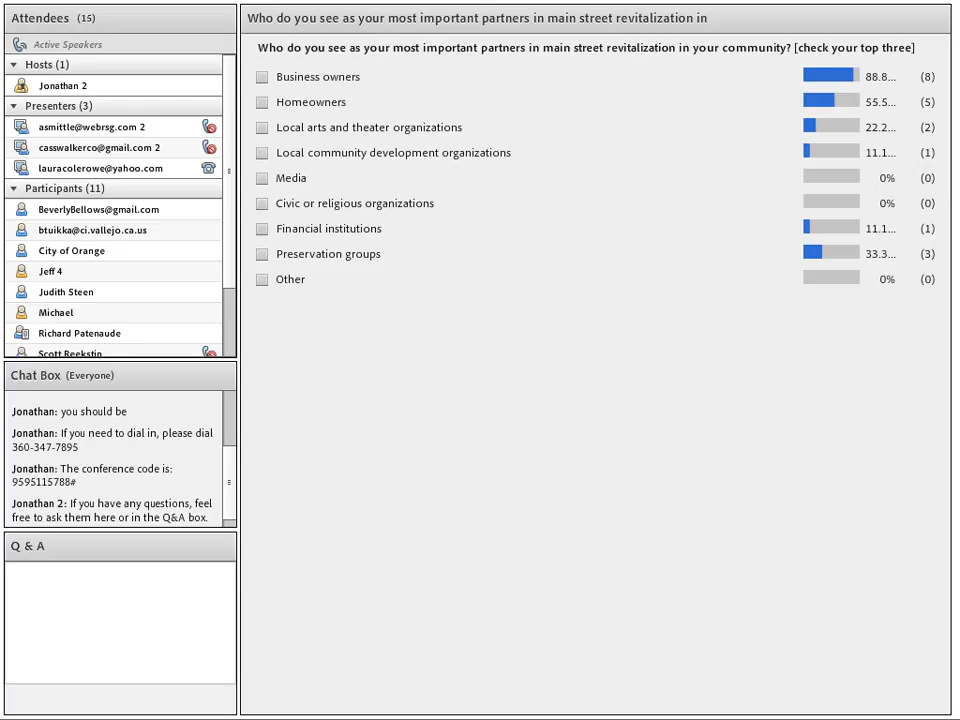 Attendees (15)
Active Speakers
Hosts (1)
Jonathan 2
Presenters (3)
asmittle@webrsg.com 2
casswalkerco@gmail.com 2
lauracolerowe@yahoo.com
Participants (11)
BeverlyBellows@gmail.com
btuikka@ci.vallejo.ca.us
City of Orange
Jeff 4
Judith Steen
Michael
Richard Patenaude
Scott Reekstin
Chat Box (Everyone)
Jonathan: you should be
Jonathan: If you need to dial in, please dial
360-347-7895
Jonathan: The conference code is:
9595115788#
Jonathan 2: If you have any questions, feel
free to ask them here or in the Q&A box.
Q & A
Who do you see as your most important partners in main street revitalization in
Who do you see as your most important partners in main street revitalization in your community? [check your top three]
Business owners 88.8... (8)
Homeowners 55.5... (5)
Local arts and theater organizations 22.2... (2)
Local community development organizations 11.1... (1)
Media 0% (0)
Civic or religious organizations 0% (0)
Financial institutions 11.1... (1)
Preservation groups 33.3... (3)
Other 0% (0)